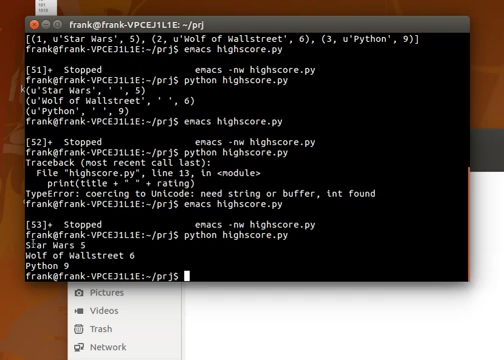 frank@frank-VPCEJ1L1E: ~/prj
[(1, u'Star Wars', 5), (2, u'Wolf of Wallstreet', 6), (3, u'Python', 9)]
frank@frank-VPCEJ1L1E:~/prj$ emacs highscore.py
[51]+  Stopped                 emacs -nw highscore.py
frank@frank-VPCEJ1L1E:~/prj$ python highscore.py
(u'Star Wars', ' ', 5)
(u'Wolf of Wallstreet', ' ', 6)
(u'Python', ' ', 9)
frank@frank-VPCEJ1L1E:~/prj$ emacs highscore.py
[52]+  Stopped                 emacs -nw highscore.py
frank@frank-VPCEJ1L1E:~/prj$ python highscore.py
Traceback (most recent call last):
  File "highscore.py", line 13, in <module>
    print(title + " " + rating)
TypeError: coercing to Unicode: need string or buffer, int found
frank@frank-VPCEJ1L1E:~/prj$ emacs highscore.py
[53]+  Stopped                 emacs -nw highscore.py
frank@frank-VPCEJ1L1E:~/prj$ python highscore.py
Star Wars 5
Wolf of Wallstreet 6
Python 9
frank@frank-VPCEJ1L1E:~/prj$
Pictures
Videos
Trash
Network